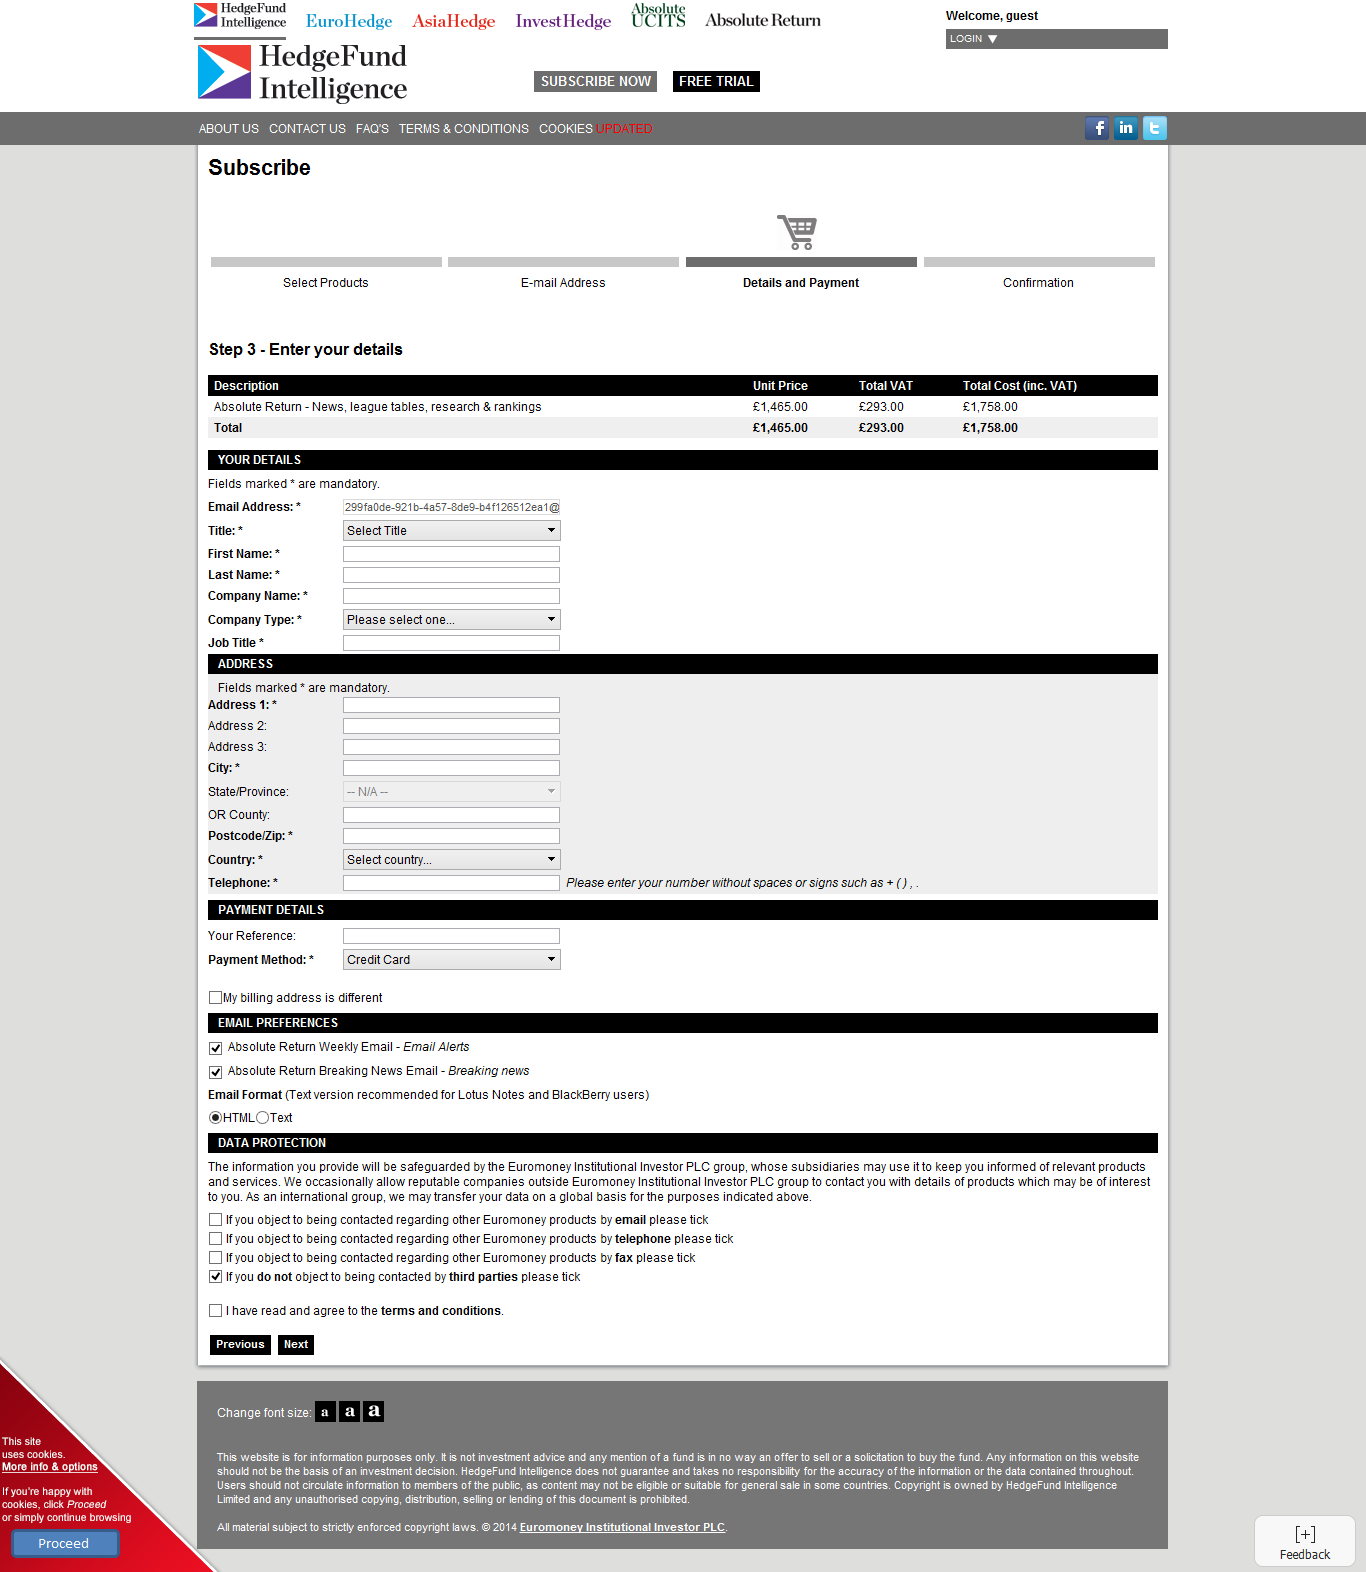 HedgeFund
Intelligence
EuroHedge AsiaHedge InvestHedge Absolute UCITS Absolute Return
Welcome, guest
LOGIN
HedgeFund
Intelligence
SUBSCRIBE NOW FREE TRIAL
ABOUT US CONTACT US FAQ'S TERMS & CONDITIONS COOKIES UPDATED
f in t
Subscribe
Select Products E-mail Address Details and Payment Confirmation
Step 3 - Enter your details
Description Unit Price Total VAT Total Cost (inc. VAT)
Absolute Return - News, league tables, research & rankings £1,465.00 £293.00 £1,758.00
Total £1,465.00 £293.00 £1,758.00
YOUR DETAILS
Fields marked * are mandatory.
Email Address: * 299fa0de-921b-4a57-8de9-b4f126512ea1@
Title: * Select Title
First Name: *
Last Name: *
Company Name: *
Company Type: * Please select one...
Job Title *
ADDRESS
Fields marked * are mandatory.
Address 1: *
Address 2:
Address 3:
City: *
State/Province: -- N/A --
OR County:
Postcode/Zip: *
Country: * Select country...
Telephone: * Please enter your number without spaces or signs such as + ( ) , .
PAYMENT DETAILS
Your Reference:
Payment Method: * Credit Card
My billing address is different
EMAIL PREFERENCES
Absolute Return Weekly Email - Email Alerts
Absolute Return Breaking News Email - Breaking news
Email Format (Text version recommended for Lotus Notes and BlackBerry users)
HTML Text
DATA PROTECTION
The information you provide will be safeguarded by the Euromoney Institutional Investor PLC group, whose subsidiaries may use it to keep you informed of relevant products
and services. We occasionally allow reputable companies outside Euromoney Institutional Investor PLC group to contact you with details of products which may be of interest
to you. As an international group, we may transfer your data on a global basis for the purposes indicated above.
If you object to being contacted regarding other Euromoney products by email please tick
If you object to being contacted regarding other Euromoney products by telephone please tick
If you object to being contacted regarding other Euromoney products by fax please tick
If you do not object to being contacted by third parties please tick
I have read and agree to the terms and conditions.
Previous Next
Change font size: a a a
This website is for information purposes only. It is not investment advice and any mention of a fund is in no way an offer to sell or a solicitation to buy the fund. Any information on this website
should not be the basis of an investment decision. HedgeFund Intelligence does not guarantee and takes no responsibility for the accuracy of the information or the data contained throughout.
Users should not circulate information to members of the public, as content may not be eligible or suitable for general sale in some countries. Copyright is owned by HedgeFund Intelligence
Limited and any unauthorised copying, distribution, selling or lending of this document is prohibited.
All material subject to strictly enforced copyright laws. © 2014 Euromoney Institutional Investor PLC.
This site
uses cookies.
More info & options
If you're happy with
cookies, click Proceed
or simply continue browsing
Proceed
[+]
Feedback